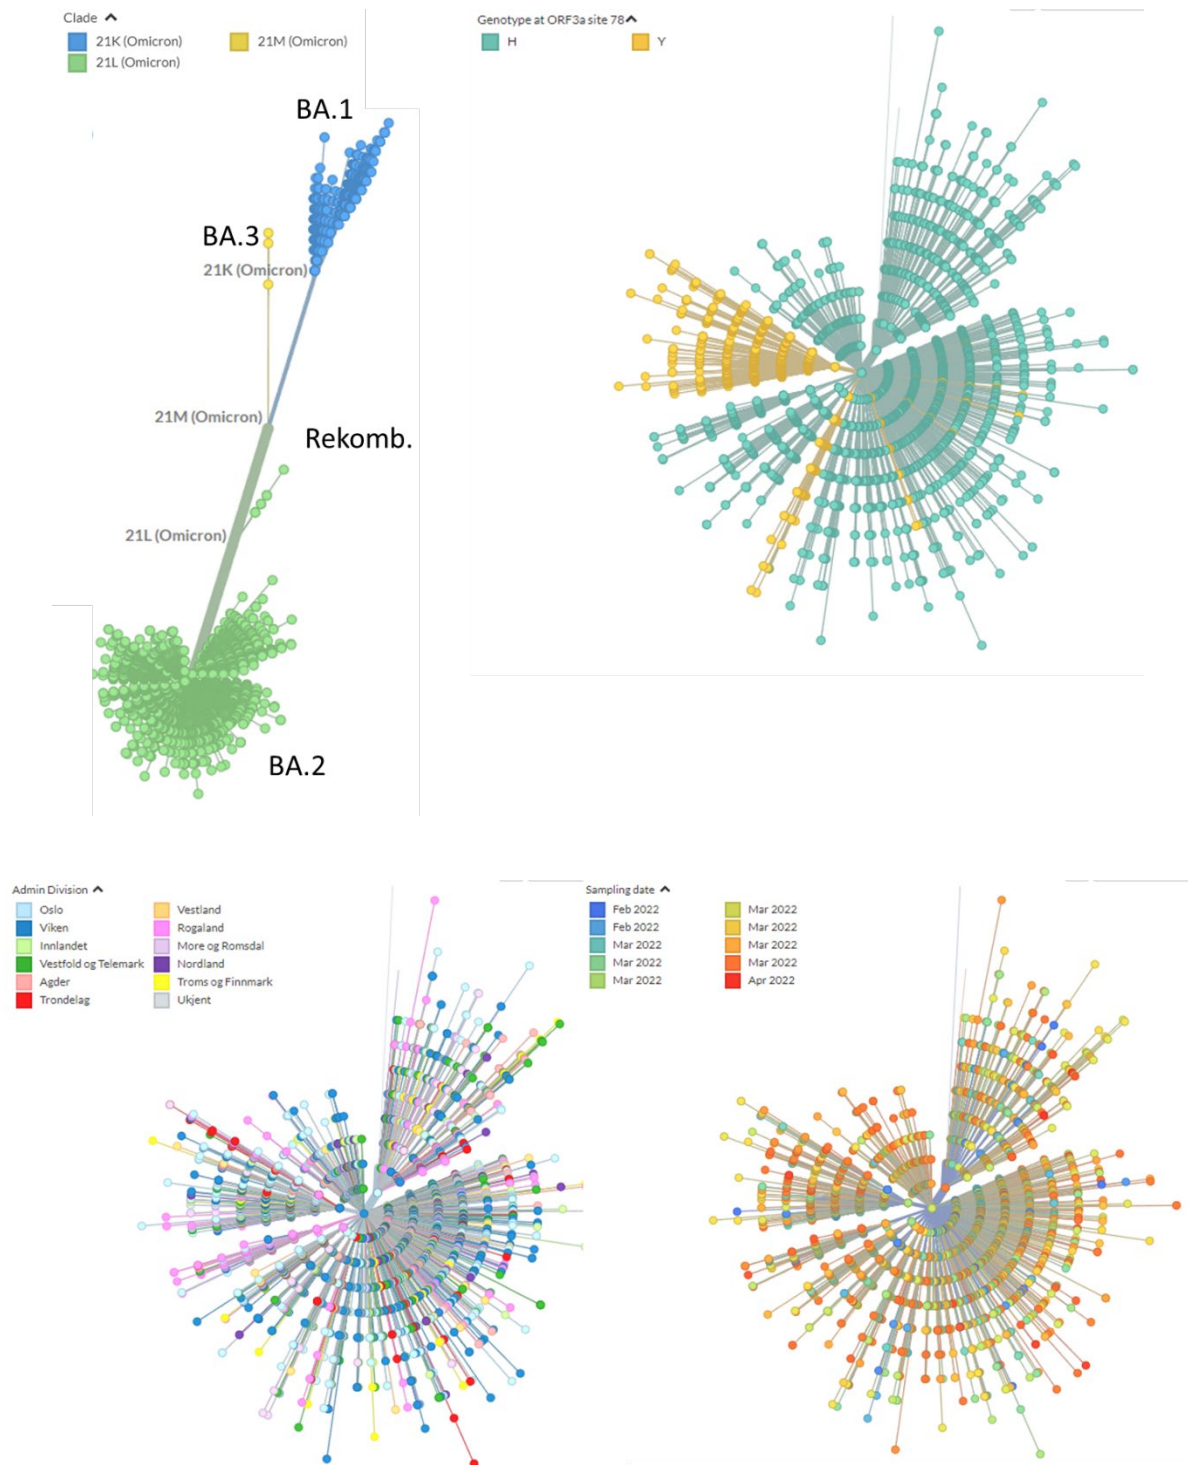 Clade
21K (Omicron) 21M (Omicron)
21L (Omicron)
BA.1
BA.3
21K (Omicron)
21M (Omicron)
Rekomb.
21L (Omicron)
BA.2
Genotype at ORF3a site 78
H Y
Admin Division
Oslo Vestland
Viken Rogaland
Innlandet More og Romsdal
Vestfold og Telemark Nordland
Agder Troms og Finnmark
Trondelag Ukjent
Sampling date
Feb 2022 Mar 2022
Feb 2022 Mar 2022
Mar 2022 Mar 2022
Mar 2022 Mar 2022
Mar 2022 Apr 2022